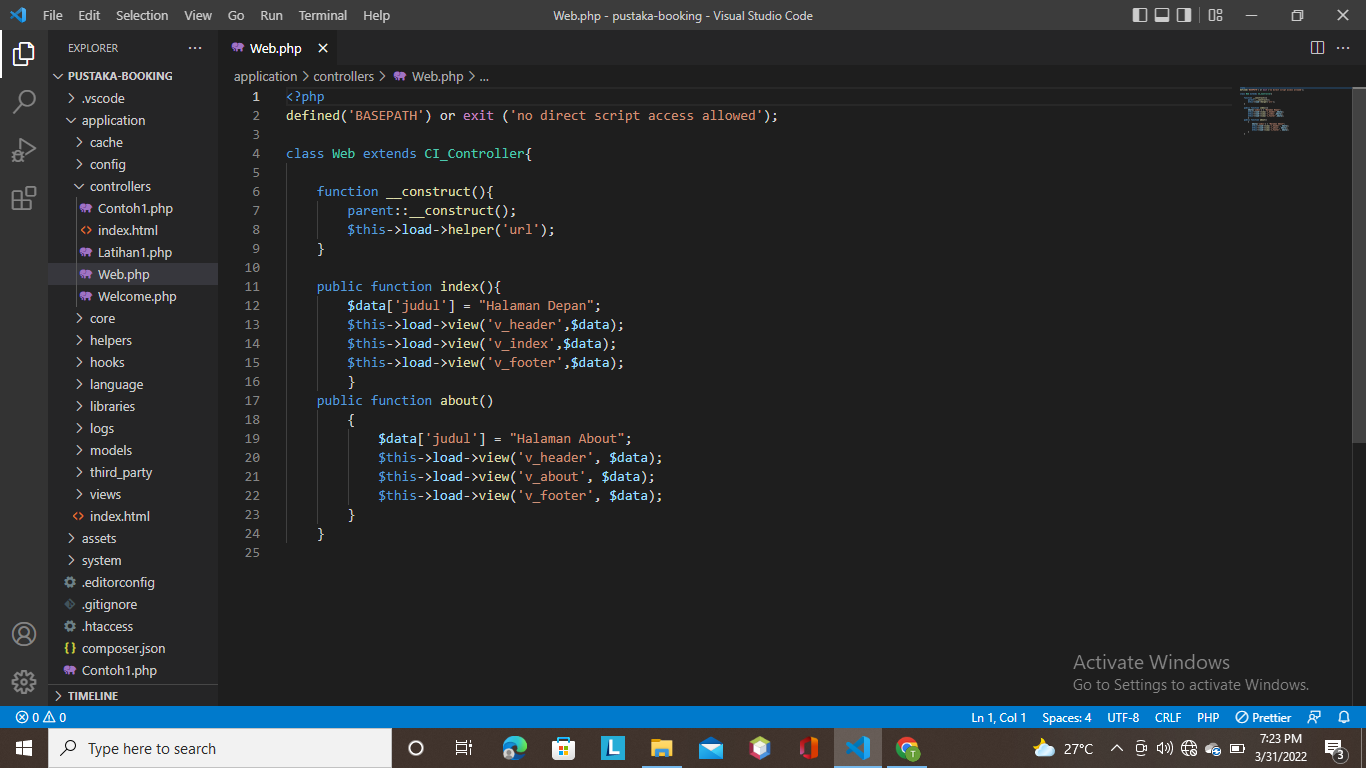 File Edit Selection View Go Run Terminal Help
Web.php - pustaka-booking - Visual Studio Code
EXPLORER
PUSTAKA-BOOKING
.vscode
application
cache
config
controllers
Contoh1.php
index.html
Latihan1.php
Web.php
Welcome.php
core
helpers
hooks
language
libraries
logs
models
third_party
views
index.html
assets
system
.editorconfig
.gitignore
.htaccess
composer.json
Contoh1.php
TIMELINE
Web.php
application > controllers > Web.php > ...
1 <?php
2 defined('BASEPATH') or exit ('no direct script access allowed');
3
4 class Web extends CI_Controller{
5
6     function __construct(){
7         parent::__construct();
8         $this->load->helper('url');
9     }
10
11     public function index(){
12         $data['judul'] = "Halaman Depan";
13         $this->load->view('v_header',$data);
14         $this->load->view('v_index',$data);
15         $this->load->view('v_footer',$data);
16         }
17     public function about()
18         {
19             $data['judul'] = "Halaman About";
20             $this->load->view('v_header', $data);
21             $this->load->view('v_about', $data);
22             $this->load->view('v_footer', $data);
23         }
24     }
25
Activate Windows
Go to Settings to activate Windows.
0 0
Ln 1, Col 1 Spaces: 4 UTF-8 CRLF PHP Prettier
Type here to search
L
T
27°C
7:23 PM
3/31/2022
3